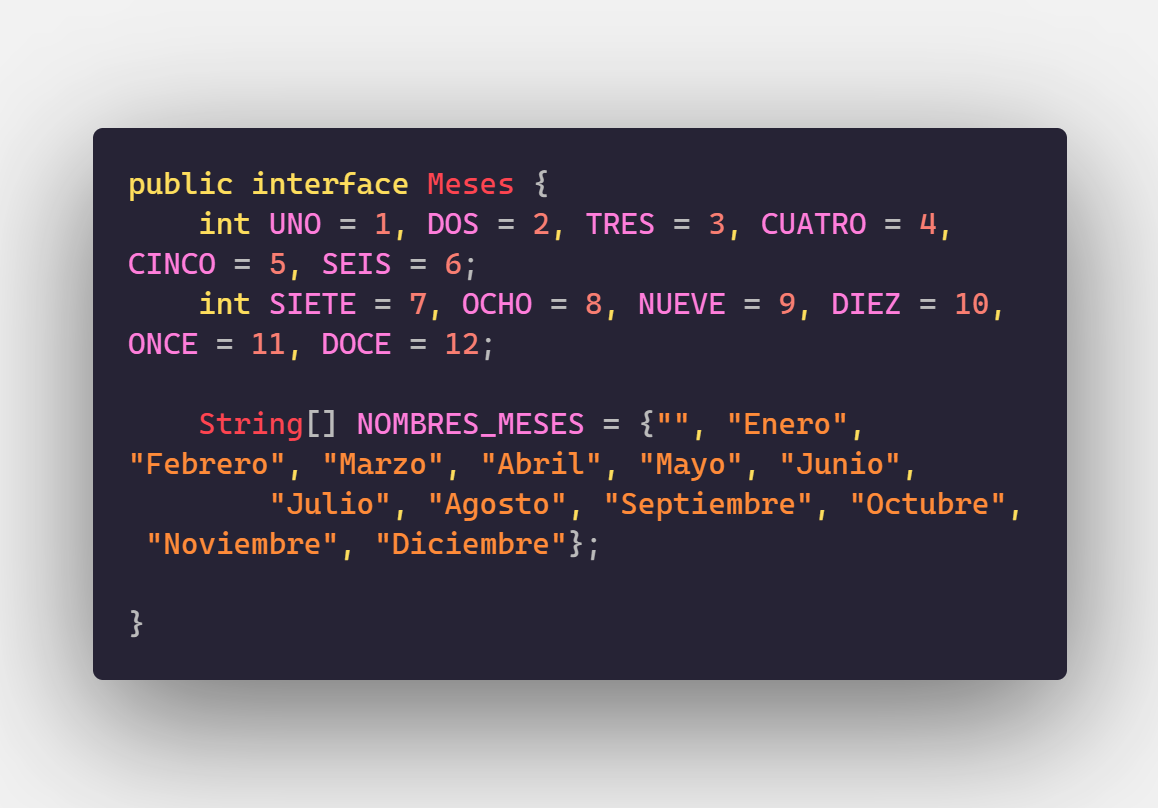 public interface Meses {
    int UNO = 1, DOS = 2, TRES = 3, CUATRO = 4,
CINCO = 5, SEIS = 6;
    int SIETE = 7, OCHO = 8, NUEVE = 9, DIEZ = 10,
ONCE = 11, DOCE = 12;

    String[] NOMBRES_MESES = {"", "Enero",
"Febrero", "Marzo", "Abril", "Mayo", "Junio",
        "Julio", "Agosto", "Septiembre", "Octubre",
 "Noviembre", "Diciembre"};

}